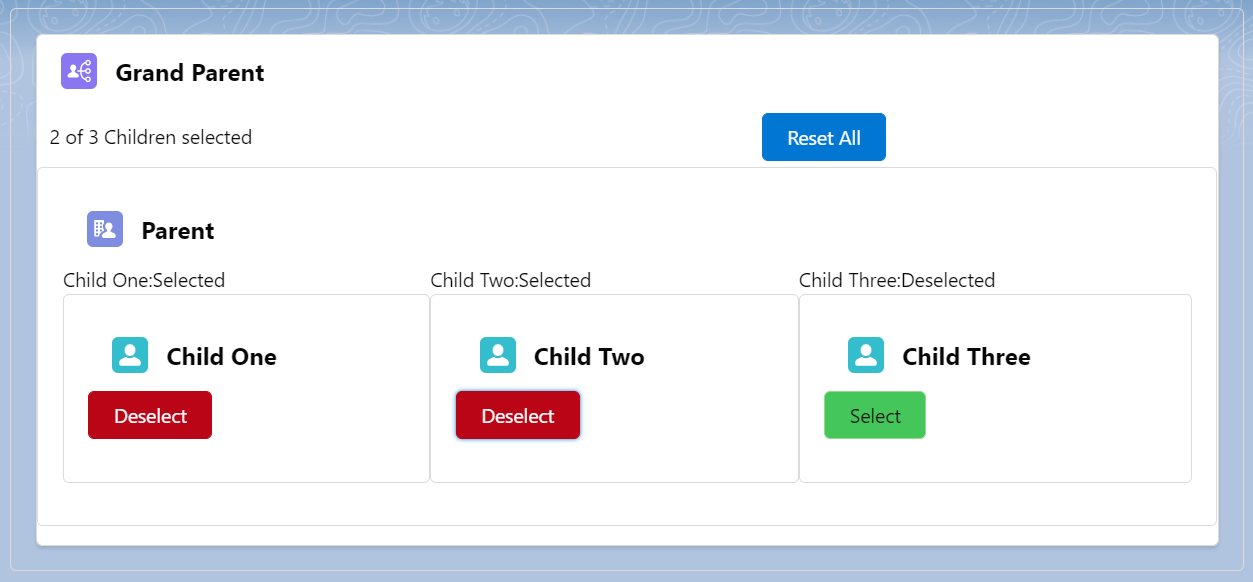 Grand Parent
2 of 3 Children selected
Reset All
Parent
Child One:Selected
Child Two:Selected
Child Three:Deselected
Child One
Child Two
Child Three
Deselect
Deselect
Select